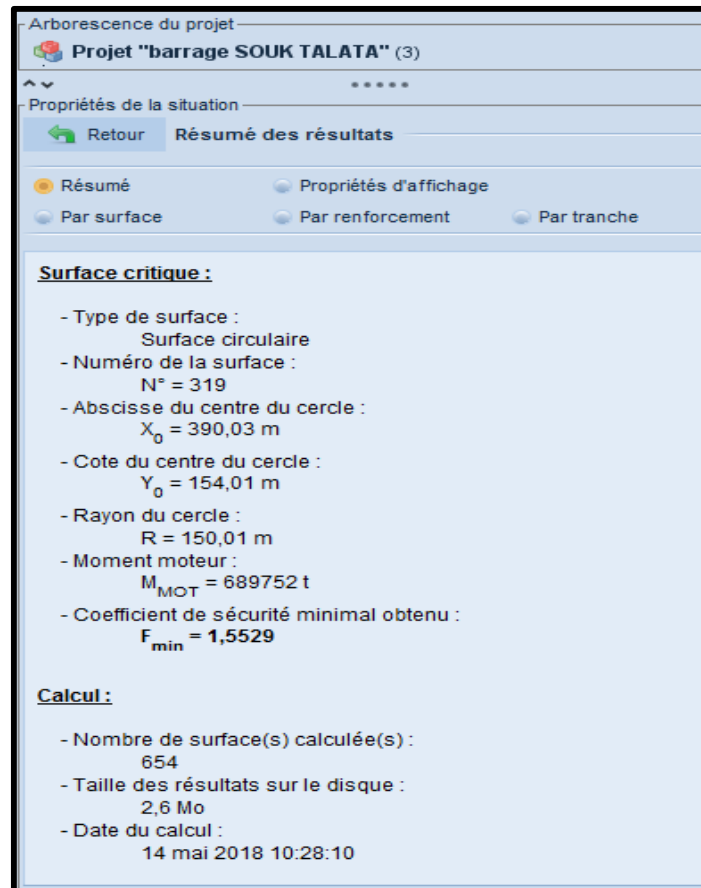 Arborescence du projet
Projet "barrage SOUK TALATA" (3)
Propriétés de la situation
Retour Résumé des résultats
Résumé Propriétés d'affichage
Par surface Par renforcement Par tranche
Surface critique :
- Type de surface :
Surface circulaire
- Numéro de la surface :
N° = 319
- Abscisse du centre du cercle :
X0 = 390,03 m
- Cote du centre du cercle :
Y0 = 154,01 m
- Rayon du cercle :
R = 150,01 m
- Moment moteur :
MMOT = 689752 t
- Coefficient de sécurité minimal obtenu :
Fmin = 1,5529
Calcul :
- Nombre de surface(s) calculée(s) :
654
- Taille des résultats sur le disque :
2,6 Mo
- Date du calcul :
14 mai 2018 10:28:10